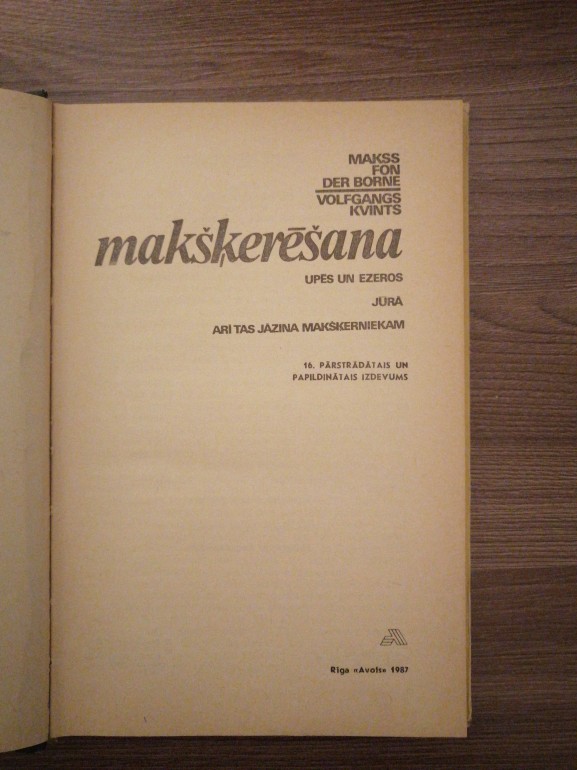 MAKSS
FON
DER BORNE
VOLFGANGS
KVINTS
makšķerēšana
UPĒS UN EZEROS
JŪRĀ
ARĪ TAS JĀZINA MAKŠĶERNIEKAM
16. PĀRSTRĀDĀTAIS UN
PAPILDINĀTAIS IZDEVUMS
Rīga «Avots» 1987